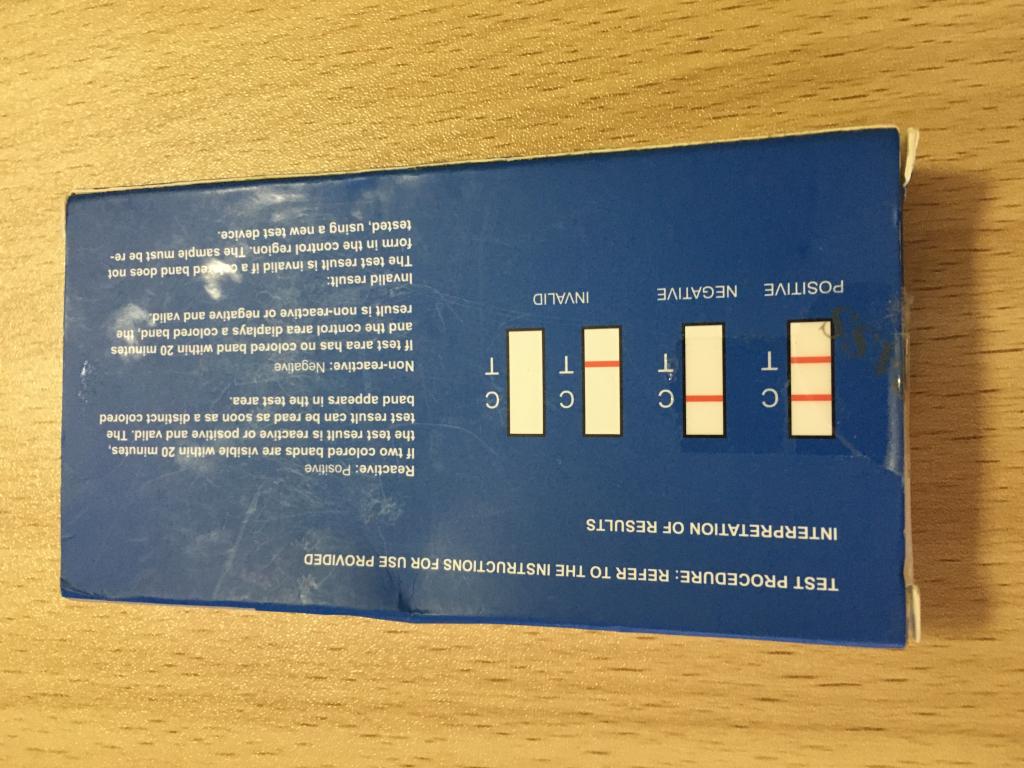 TEST PROCEDURE: REFER TO THE INSTRUCTIONS FOR USE PROVIDED
INTERPRETATION OF RESULTS
C C C C
T T T T
POSITIVE NEGATIVE INVALID
Reactive: Positive
If two colored bands are visible within 20 minutes,
the test result is reactive or positive and valid. The
test result can be read as soon as a distinct colored
band appears in the test area.
Non-reactive: Negative
If test area has no colored band within 20 minutes
and the control area displays a colored band, the
result is non-reactive or negative and valid.
Invalid result:
The test result is invalid if a colored band does not
form in the control region. The sample must be re-
tested, using a new test device.